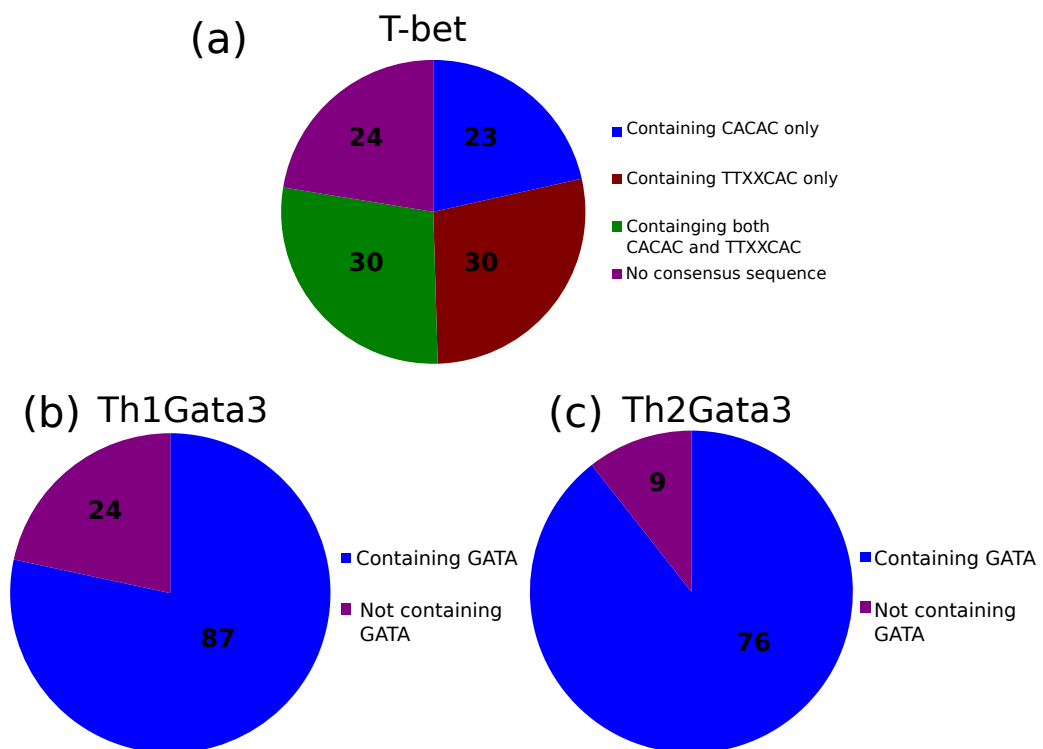 (a)
T-bet
24
23
30
30
Containing CACAC only
Containing TTXXCAC only
Containging both
CACAC and TTXXCAC
No consensus sequence
(b) Th1Gata3
24
87
Containing GATA
Not containing
GATA
(c) Th2Gata3
9
76
Containing GATA
Not containing
GATA